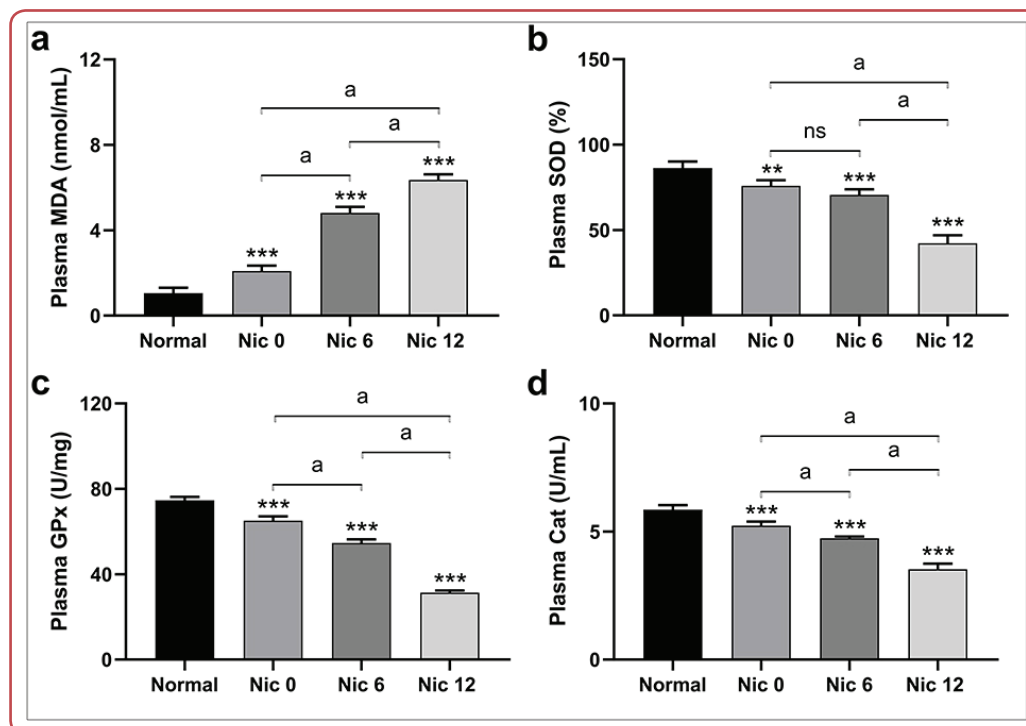 a
Plasma MDA (nmol/mL)
12
8
4
0
a
a
a
***
***
***
Normal Nic 0 Nic 6 Nic 12
b
Plasma SOD (%)
150
100
50
0
a
a
ns
**
***
***
Normal Nic 0 Nic 6 Nic 12
c
Plasma GPx (U/mg)
120
80
40
0
a
a
a
***
***
***
Normal Nic 0 Nic 6 Nic 12
d
Plasma Cat (U/mL)
10
5
0
a
a
a
***
***
***
Normal Nic 0 Nic 6 Nic 12